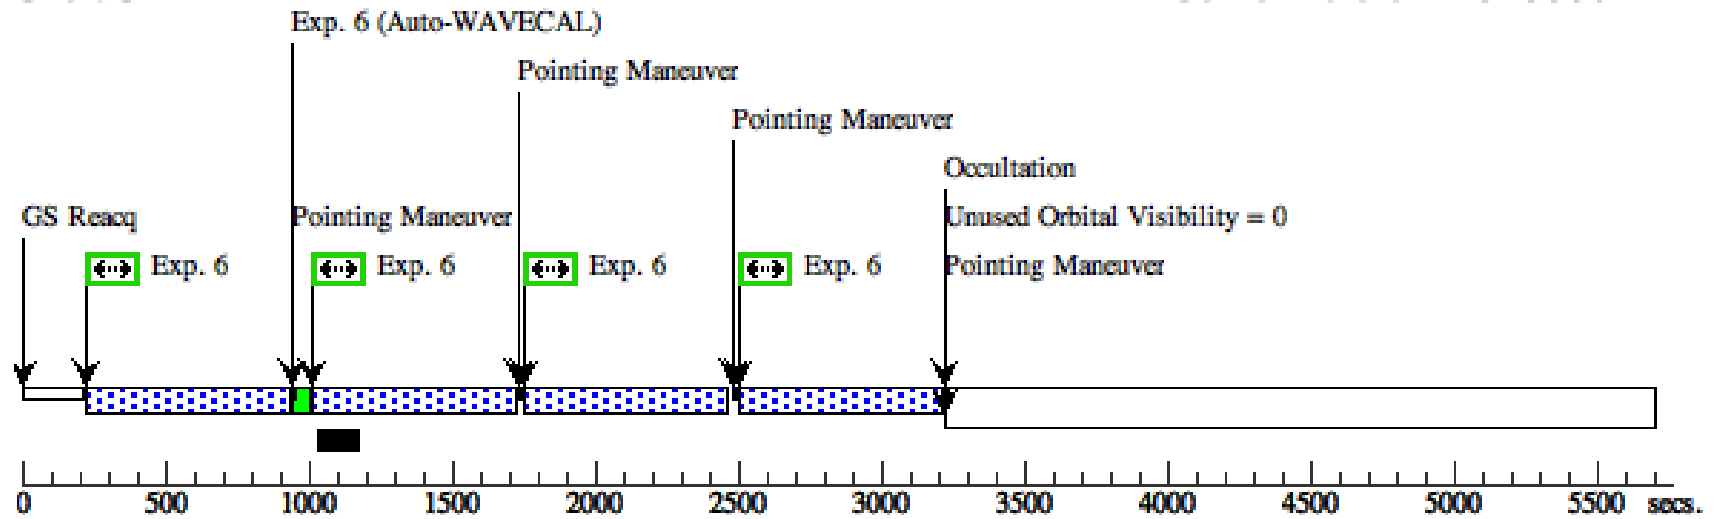 Exp. 6 (Auto-WAVECAL)
Pointing Maneuver
Pointing Maneuver
Occultation
GS Reacq
Pointing Maneuver
Unused Orbital Visibility = 0
Exp. 6
Exp. 6
Exp. 6
Exp. 6
Pointing Maneuver
0 500 1000 1500 2000 2500 3000 3500 4000 4500 5000 5500 secs.